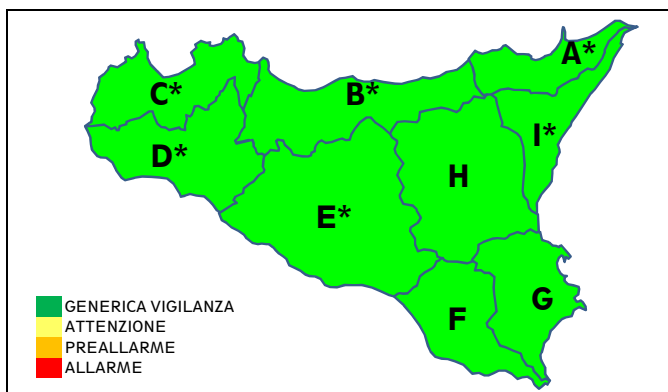 A*
C*
B*
I*
D*
H
E*
G
F
GENERICA VIGILANZA
ATTENZIONE
PREALLARME
ALLARME